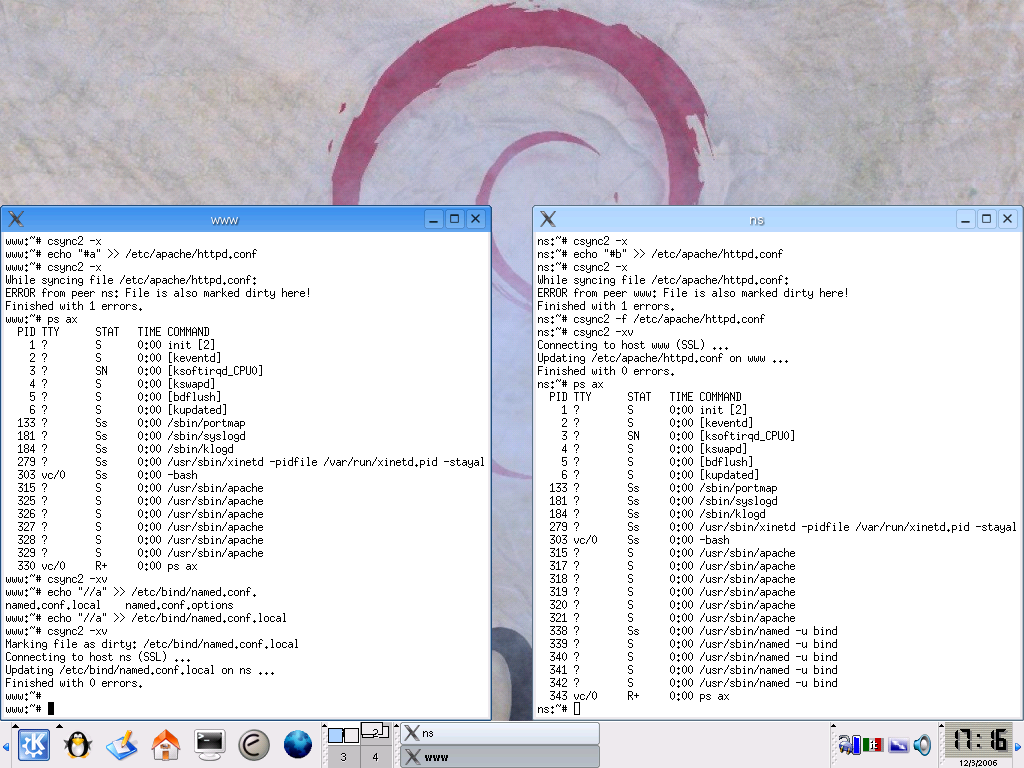 www
www:~# csync2 -x
www:~# echo "#a" >> /etc/apache/httpd.conf
www:~# csync2 -x
While syncing file /etc/apache/httpd.conf:
ERROR from peer ns: File is also marked dirty here!
Finished with 1 errors.
www:~# ps ax
PID TTY STAT TIME COMMAND
1 ? S 0:00 init [2]
2 ? S 0:00 [keventd]
3 ? SN 0:00 [ksoftirqd_CPU0]
4 ? S 0:00 [kswapd]
5 ? S 0:00 [bdflush]
6 ? S 0:00 [kupdated]
133 ? Ss 0:00 /sbin/portmap
181 ? Ss 0:00 /sbin/syslogd
184 ? Ss 0:00 /sbin/klogd
279 ? Ss 0:00 /usr/sbin/xinetd -pidfile /var/run/xinetd.pid -stayal
303 vc/0 Ss 0:00 -bash
315 ? S 0:00 /usr/sbin/apache
325 ? S 0:00 /usr/sbin/apache
326 ? S 0:00 /usr/sbin/apache
327 ? S 0:00 /usr/sbin/apache
328 ? S 0:00 /usr/sbin/apache
329 ? S 0:00 /usr/sbin/apache
330 vc/0 R+ 0:00 ps ax
www:~# csync2 -xv
www:~# echo "//a" >> /etc/bind/named.conf.
named.conf.local named.conf.options
www:~# echo "//a" >> /etc/bind/named.conf.local
www:~# csync2 -xv
Marking file as dirty: /etc/bind/named.conf.local
Connecting to host ns (SSL) ...
Updating /etc/bind/named.conf.local on ns ...
Finished with 0 errors.
www:~#
www:~#
ns
ns:~# csync2 -x
ns:~# echo "#b" >> /etc/apache/httpd.conf
ns:~# csync2 -x
While syncing file /etc/apache/httpd.conf:
ERROR from peer www: File is also marked dirty here!
Finished with 1 errors.
ns:~# csync2 -f /etc/apache/httpd.conf
ns:~# csync2 -xv
Connecting to host www (SSL) ...
Updating /etc/apache/httpd.conf on www ...
Finished with 0 errors.
ns:~# ps ax
PID TTY STAT TIME COMMAND
1 ? S 0:00 init [2]
2 ? S 0:00 [keventd]
3 ? SN 0:00 [ksoftirqd_CPU0]
4 ? S 0:00 [kswapd]
5 ? S 0:00 [bdflush]
6 ? S 0:00 [kupdated]
133 ? Ss 0:00 /sbin/portmap
181 ? Ss 0:00 /sbin/syslogd
184 ? Ss 0:00 /sbin/klogd
279 ? Ss 0:00 /usr/sbin/xinetd -pidfile /var/run/xinetd.pid -stayal
303 vc/0 Ss 0:00 -bash
315 ? S 0:00 /usr/sbin/apache
317 ? S 0:00 /usr/sbin/apache
318 ? S 0:00 /usr/sbin/apache
319 ? S 0:00 /usr/sbin/apache
320 ? S 0:00 /usr/sbin/apache
321 ? S 0:00 /usr/sbin/apache
338 ? Ss 0:00 /usr/sbin/named -u bind
339 ? S 0:00 /usr/sbin/named -u bind
340 ? S 0:00 /usr/sbin/named -u bind
341 ? S 0:00 /usr/sbin/named -u bind
342 ? S 0:00 /usr/sbin/named -u bind
343 vc/0 R+ 0:00 ps ax
ns:~#
2
3 4
ns
www
it
17:16
12/3/2006